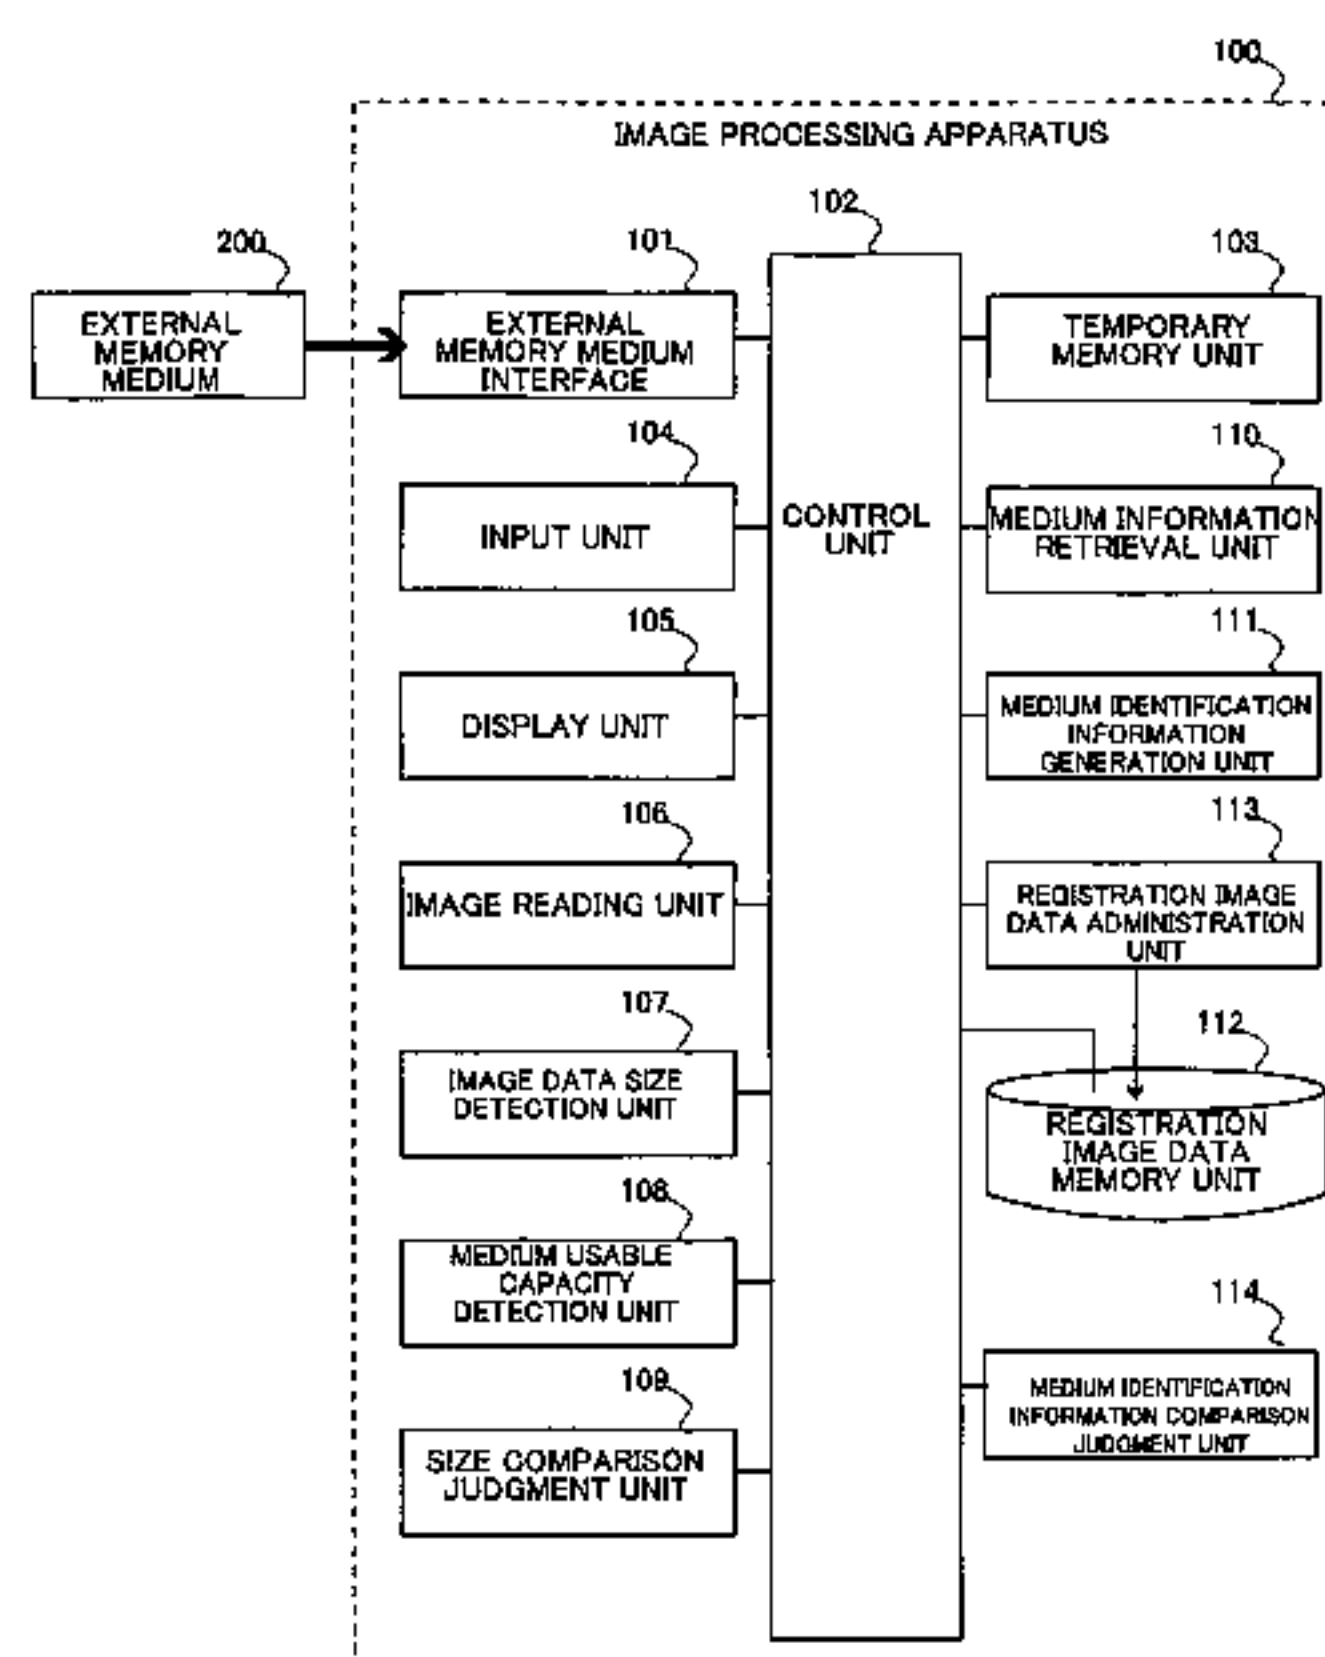 100
IMAGE PROCESSING APPARATUS
102
200
101
103
EXTERNAL
MEMORY
MEDIUM
EXTERNAL
MEMORY MEDIUM
INTERFACE
TEMPORARY
MEMORY UNIT
104
110
INPUT UNIT
CONTROL
UNIT
MEDIUM INFORMATION
RETRIEVAL UNIT
105
111
DISPLAY UNIT
MEDIUM IDENTIFICATION
INFORMATION
GENERATION UNIT
106
113
IMAGE READING UNIT
REGISTRATION IMAGE
DATA ADMINISTRATION
UNIT
107
112
IMAGE DATA SIZE
DETECTION UNIT
REGISTRATION
IMAGE DATA
MEMORY UNIT
108
MEDIUM USABLE
CAPACITY
DETECTION UNIT
114
109
MEDIUM IDENTIFICATION
INFORMATION COMPARISON
JUDGMENT UNIT
SIZE COMPARISON
JUDGMENT UNIT